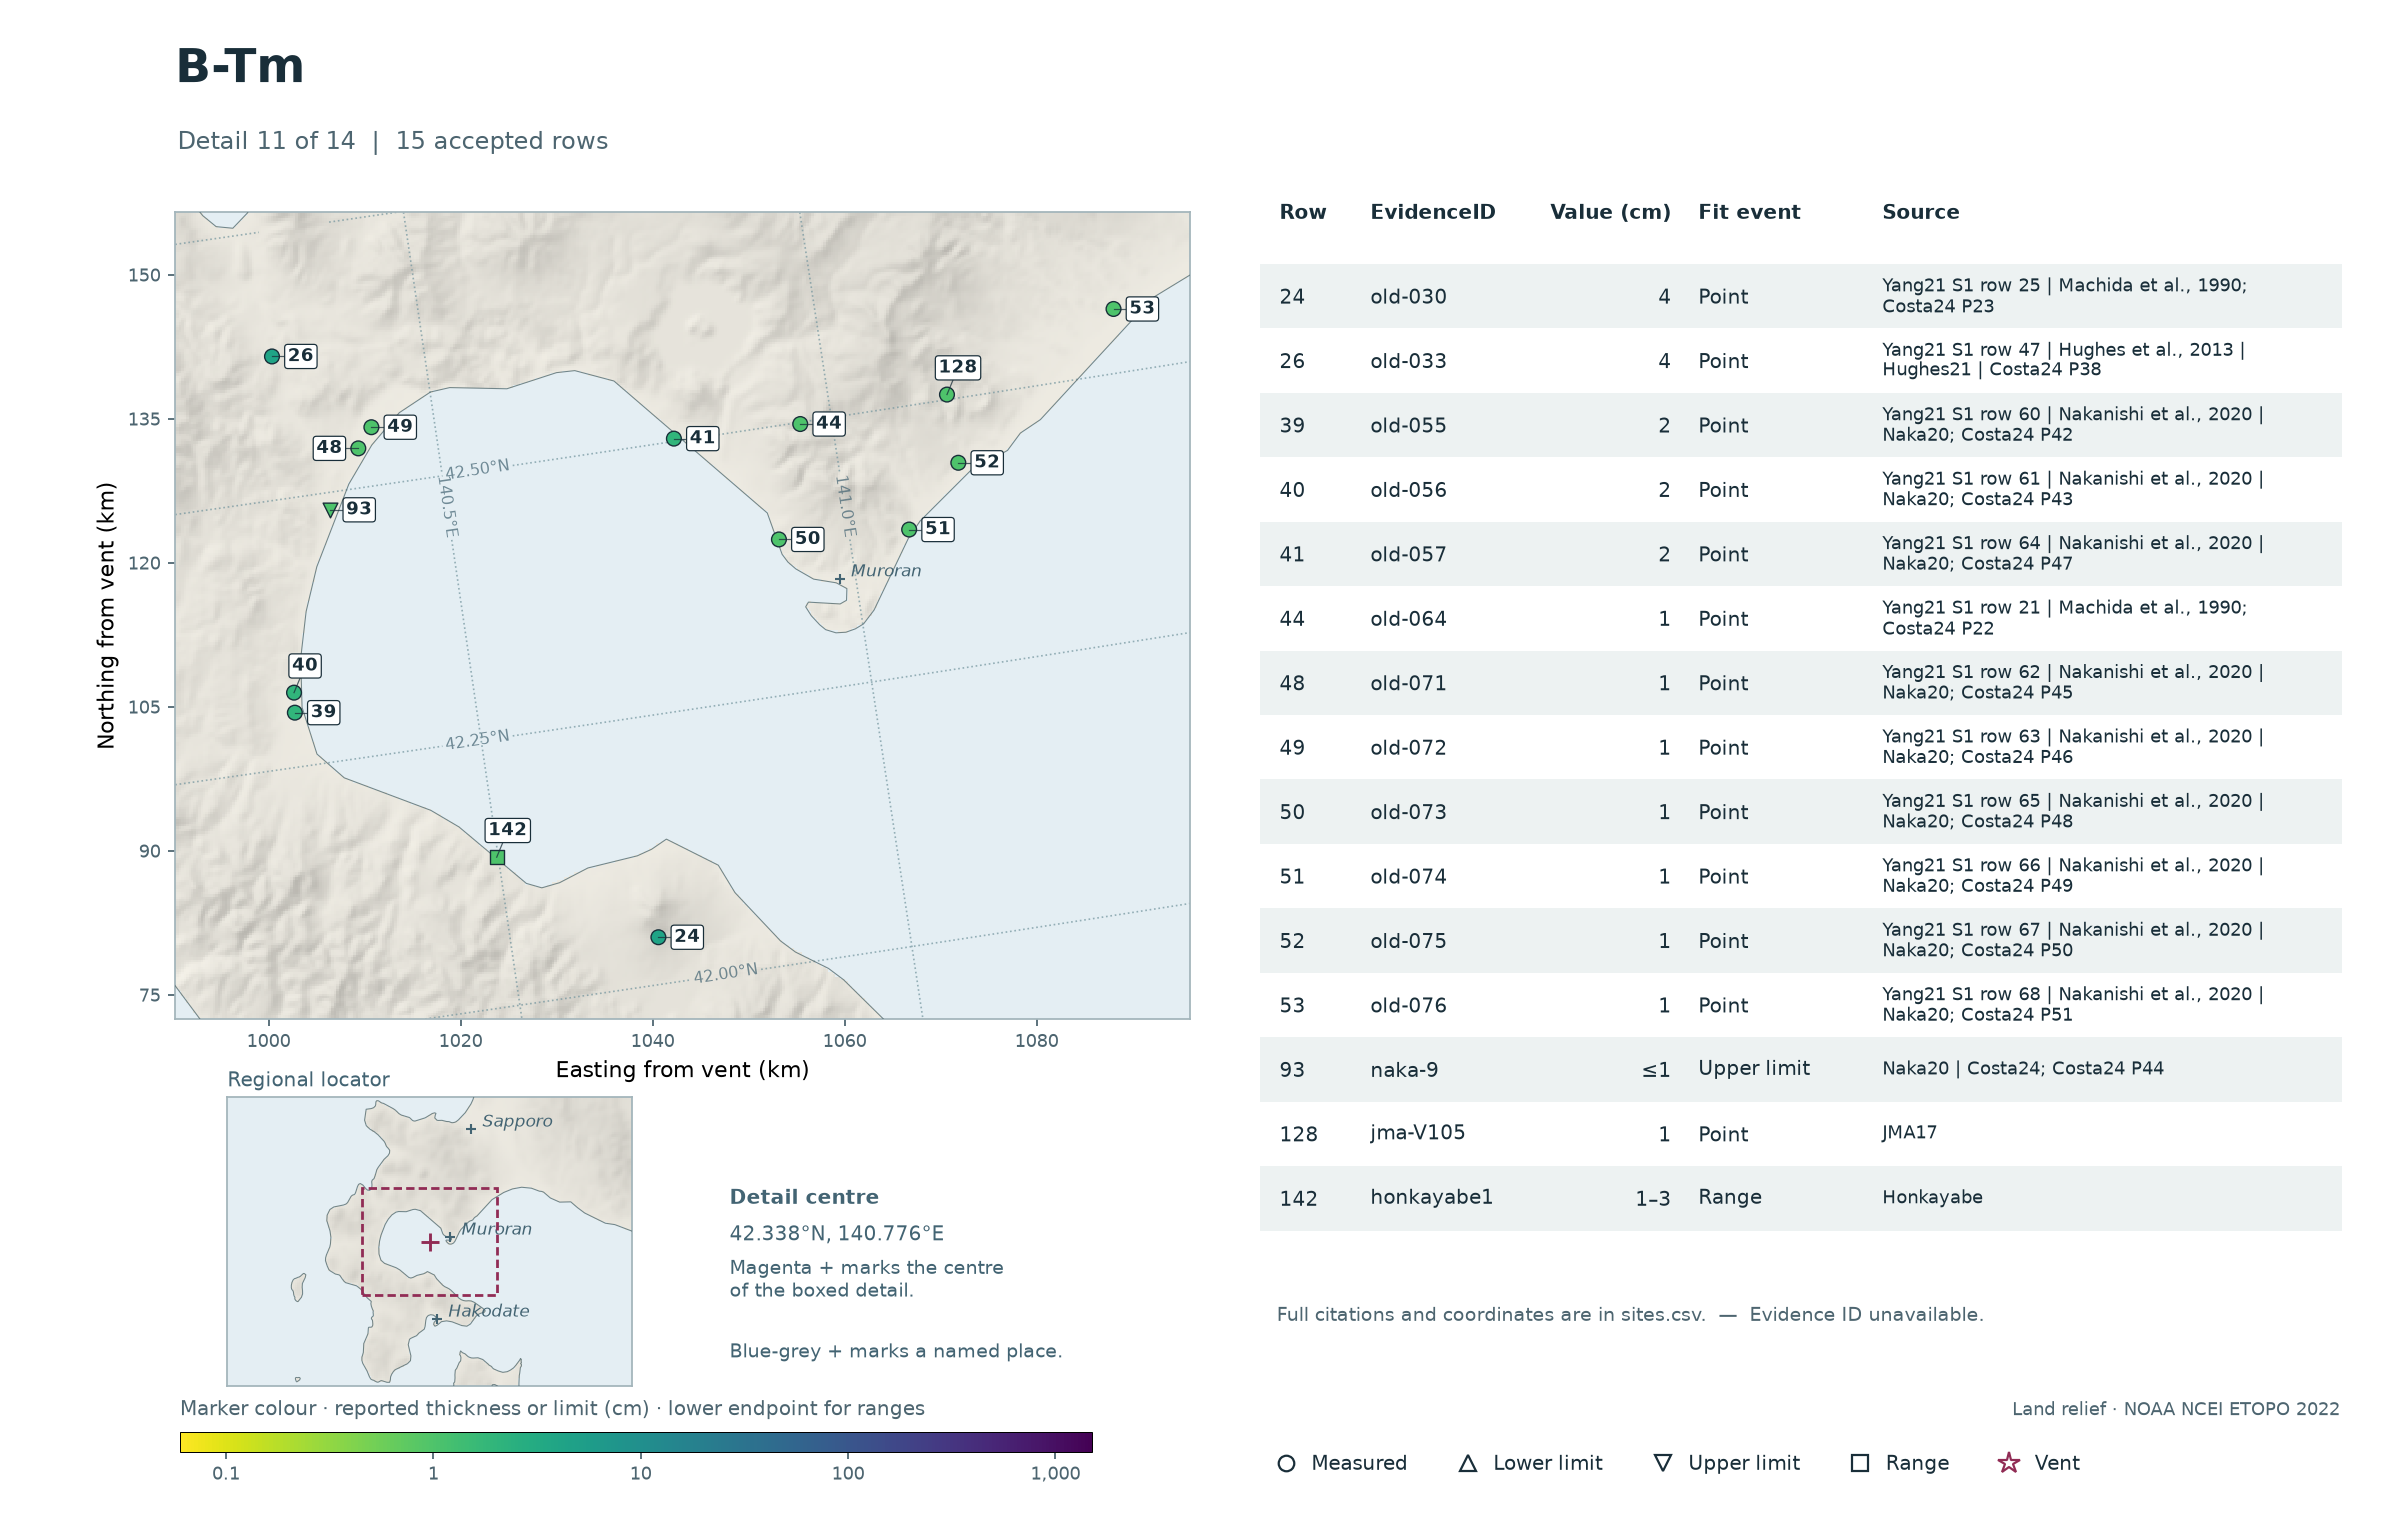 B-Tm
Detail 11 of 14 | 15 accepted rows
Northing from vent (km)
150
135
120
105
90
75
1000
1020
1040
1060
1080
Easting from vent (km)
53
26
128
49
44
48
41
42.50°N
52
140.5°E
141.0°E
93
51
50
Muroran
40
39
42.25°N
142
24
42.00°N
Regional locator
Sapporo
Muroran
Hakodate
Detail centre
42.338°N, 140.776°E
Magenta + marks the centre
of the boxed detail.
Blue-grey + marks a named place.
Marker colour · reported thickness or limit (cm) · lower endpoint for ranges
0.1 1 10 100 1,000
Row EvidenceID Value (cm) Fit event Source
24 old-030 4 Point Yang21 S1 row 25 | Machida et al., 1990;
Costa24 P23
26 old-033 4 Point Yang21 S1 row 47 | Hughes et al., 2013 |
Hughes21 | Costa24 P38
39 old-055 2 Point Yang21 S1 row 60 | Nakanishi et al., 2020 |
Naka20; Costa24 P42
40 old-056 2 Point Yang21 S1 row 61 | Nakanishi et al., 2020 |
Naka20; Costa24 P43
41 old-057 2 Point Yang21 S1 row 64 | Nakanishi et al., 2020 |
Naka20; Costa24 P47
44 old-064 1 Point Yang21 S1 row 21 | Machida et al., 1990;
Costa24 P22
48 old-071 1 Point Yang21 S1 row 62 | Nakanishi et al., 2020 |
Naka20; Costa24 P45
49 old-072 1 Point Yang21 S1 row 63 | Nakanishi et al., 2020 |
Naka20; Costa24 P46
50 old-073 1 Point Yang21 S1 row 65 | Nakanishi et al., 2020 |
Naka20; Costa24 P48
51 old-074 1 Point Yang21 S1 row 66 | Nakanishi et al., 2020 |
Naka20; Costa24 P49
52 old-075 1 Point Yang21 S1 row 67 | Nakanishi et al., 2020 |
Naka20; Costa24 P50
53 old-076 1 Point Yang21 S1 row 68 | Nakanishi et al., 2020 |
Naka20; Costa24 P51
93 naka-9 ≤1 Upper limit Naka20 | Costa24; Costa24 P44
128 jma-V105 1 Point JMA17
142 honkayabe1 1–3 Range Honkayabe
Full citations and coordinates are in sites.csv. — Evidence ID unavailable.
Land relief · NOAA NCEI ETOPO 2022
Measured Lower limit Upper limit Range Vent